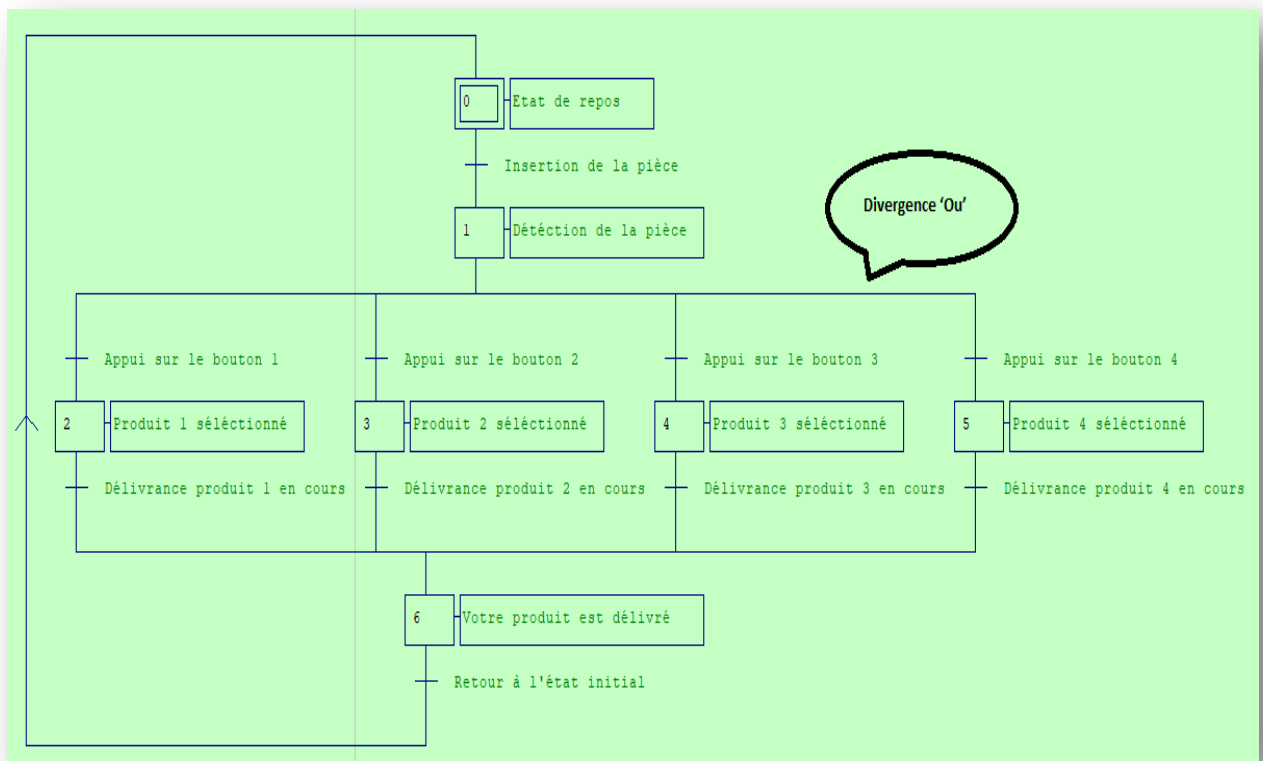 0 Etat de repos
Insertion de la pièce
Divergence ‘Ou’
1 Détéction de la pièce
Appui sur le bouton 1
Appui sur le bouton 2
Appui sur le bouton 3
Appui sur le bouton 4
2 Produit 1 séléctionné
3 Produit 2 séléctionné
4 Produit 3 séléctionné
5 Produit 4 séléctionné
Délivrance produit 1 en cours
Délivrance produit 2 en cours
Délivrance produit 3 en cours
Délivrance produit 4 en cours
6 Votre produit est délivré
Retour à l'état initial